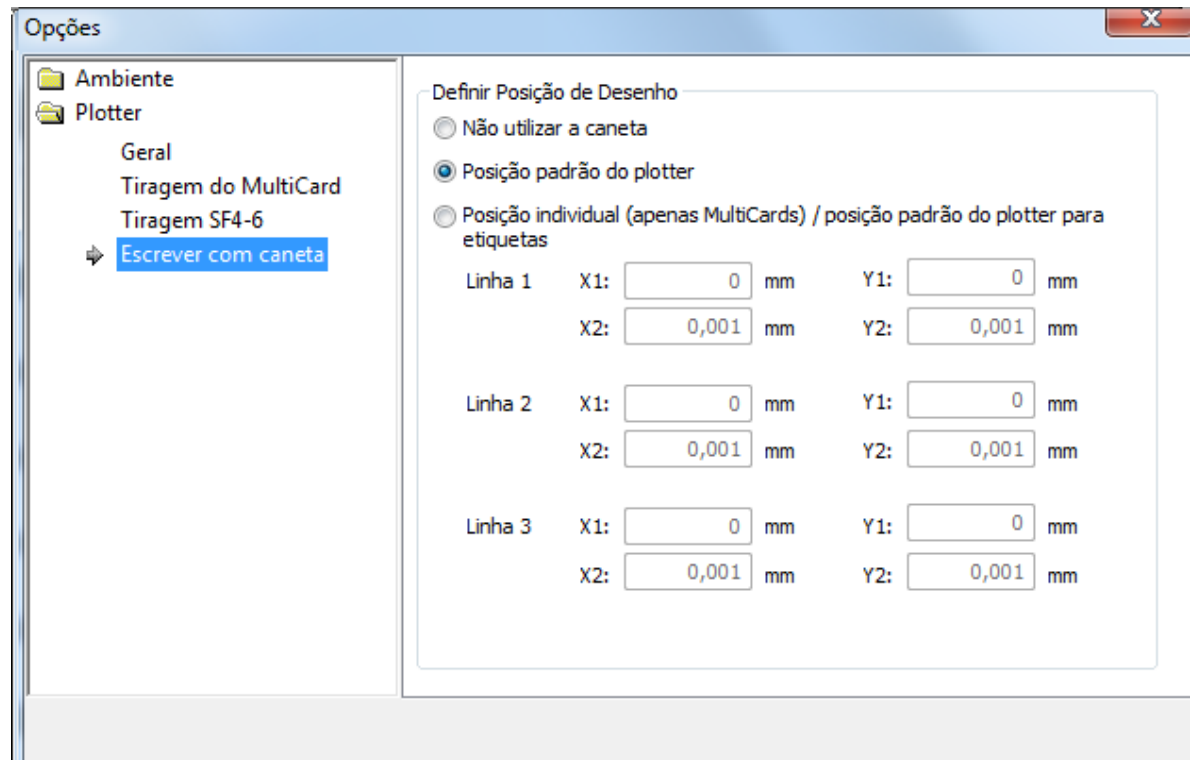 Opções
Ambiente
Plotter
Geral
Tiragem do MultiCard
Tiragem SF4-6
Escrever com caneta
Definir Posição de Desenho
Não utilizar a caneta
Posição padrão do plotter
Posição individual (apenas MultiCards) / posição padrão do plotter para
etiquetas
Linha 1 X1: 0 mm Y1: 0 mm
X2: 0,001 mm Y2: 0,001 mm
Linha 2 X1: 0 mm Y1: 0 mm
X2: 0,001 mm Y2: 0,001 mm
Linha 3 X1: 0 mm Y1: 0 mm
X2: 0,001 mm Y2: 0,001 mm